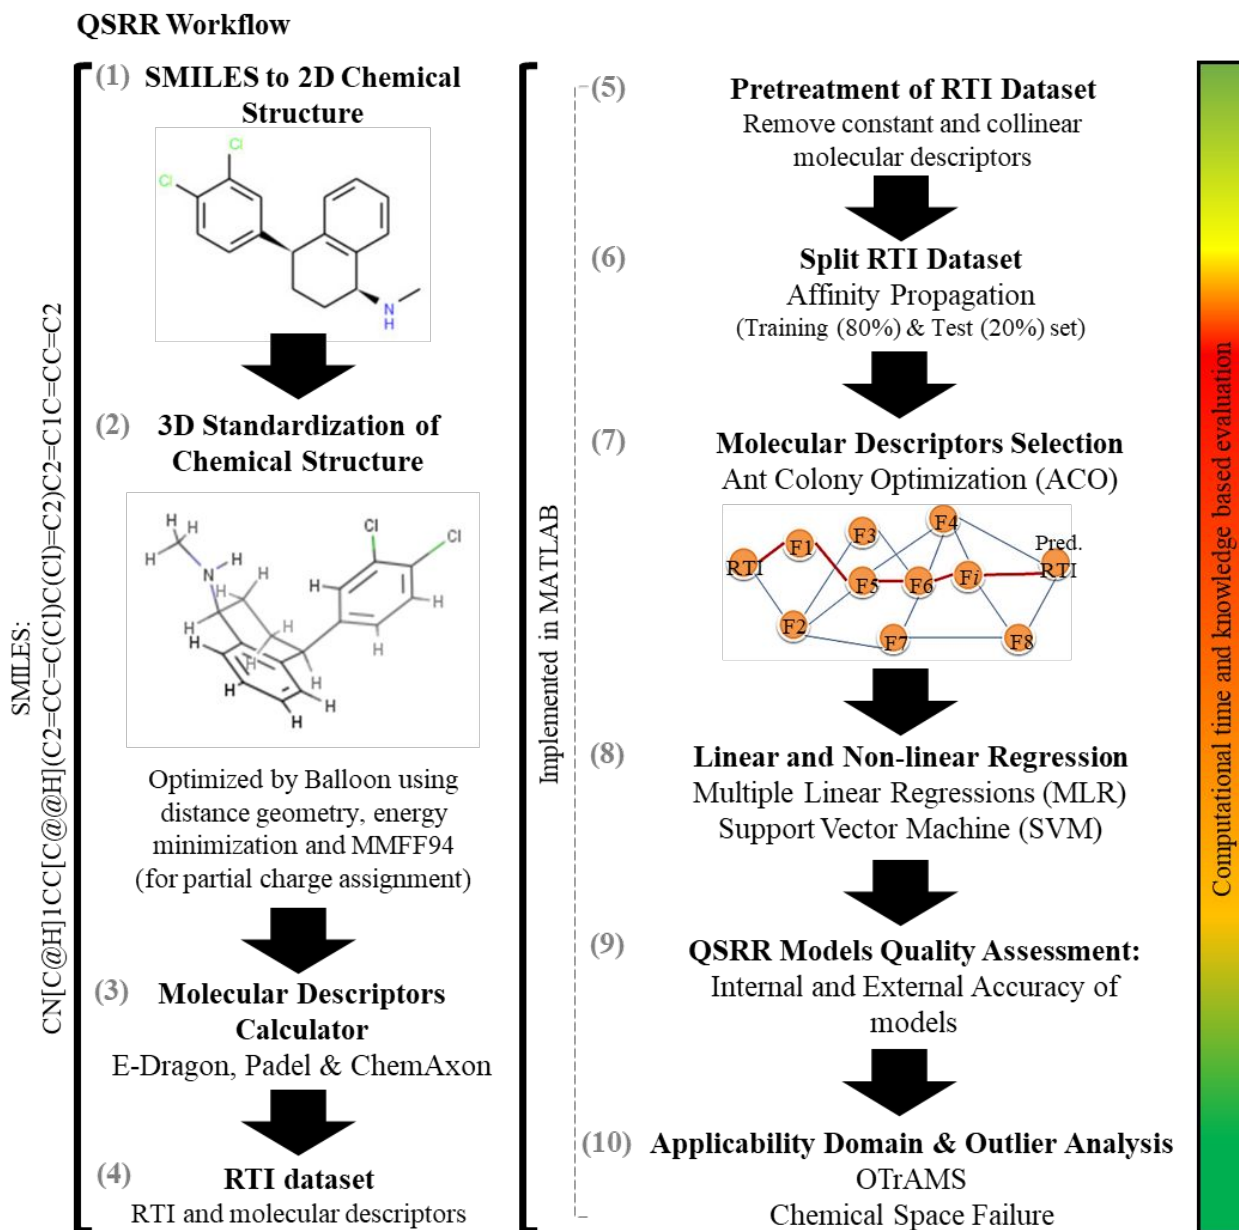 QSRR Workflow
SMILES:
CN[C@H]1CC[C@@H](C2=CC=C(Cl)C(Cl)=C2)C2=C1C=CC=C2
(1) SMILES to 2D Chemical
Structure
Cl
Cl
N
H
(2) 3D Standardization of
Chemical Structure
H
H
H
C
N
H
H
H
H
H
H
H
H
H
H
H
H
H
H
Cl
Cl
H
H
Optimized by Balloon using
distance geometry, energy
minimization and MMFF94
(for partial charge assignment)
(3) Molecular Descriptors
Calculator
E-Dragon, Padel & ChemAxon
(4) RTI dataset
RTI and molecular descriptors
Implemented in MATLAB
(5) Pretreatment of RTI Dataset
Remove constant and collinear
molecular descriptors
(6) Split RTI Dataset
Affinity Propagation
(Training (80%) & Test (20%) set)
(7) Molecular Descriptors Selection
Ant Colony Optimization (ACO)
RTI
F1
F2
F3
F4
F5
F6
Fi
F7
F8
Pred.
RTI
(8) Linear and Non-linear Regression
Multiple Linear Regressions (MLR)
Support Vector Machine (SVM)
(9) QSRR Models Quality Assessment:
Internal and External Accuracy of
models
(10) Applicability Domain & Outlier Analysis
OTrAMS
Chemical Space Failure
Computational time and knowledge based evaluation